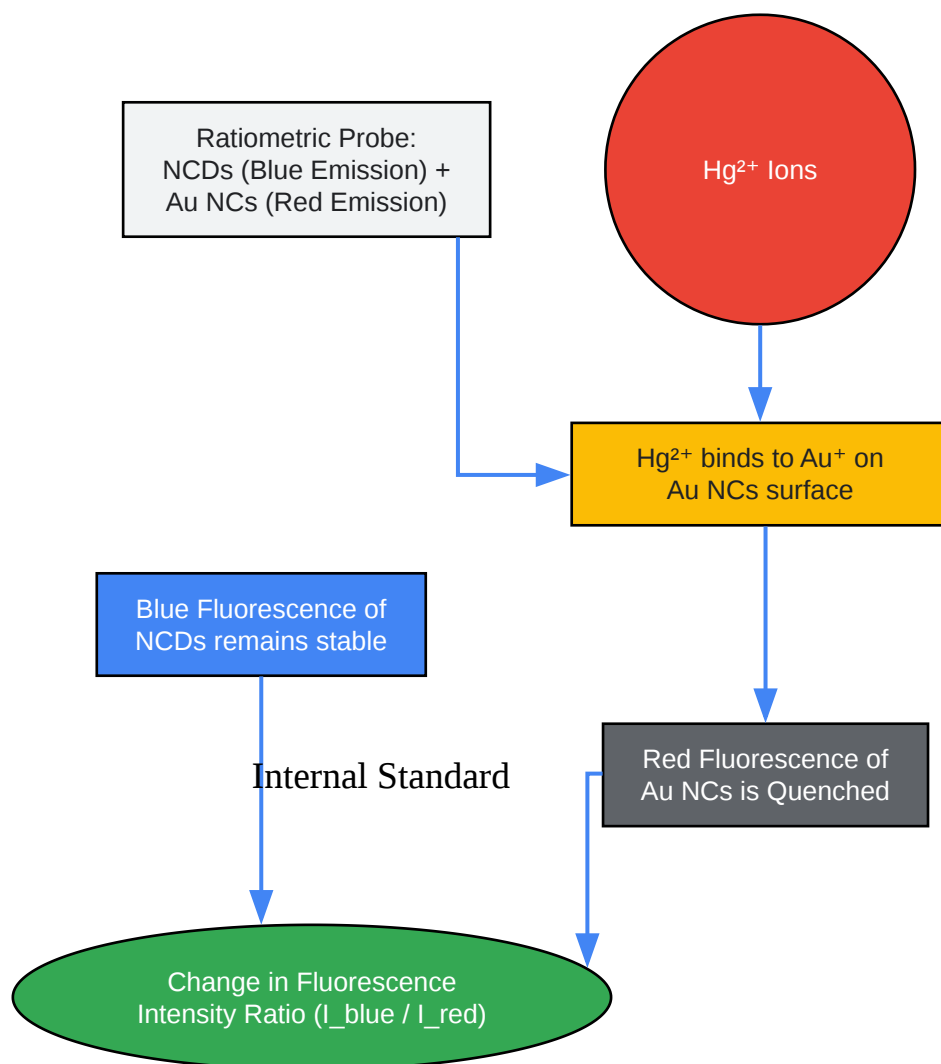 Ratiometric Probe:
NCDs (Blue Emission) +
Au NCs (Red Emission)
Hg²⁺ Ions
Hg²⁺ binds to Au⁺ on
Au NCs surface
Blue Fluorescence of
NCDs remains stable
Red Fluorescence of
Au NCs is Quenched
Internal Standard
Change in Fluorescence
Intensity Ratio (I_blue / I_red)